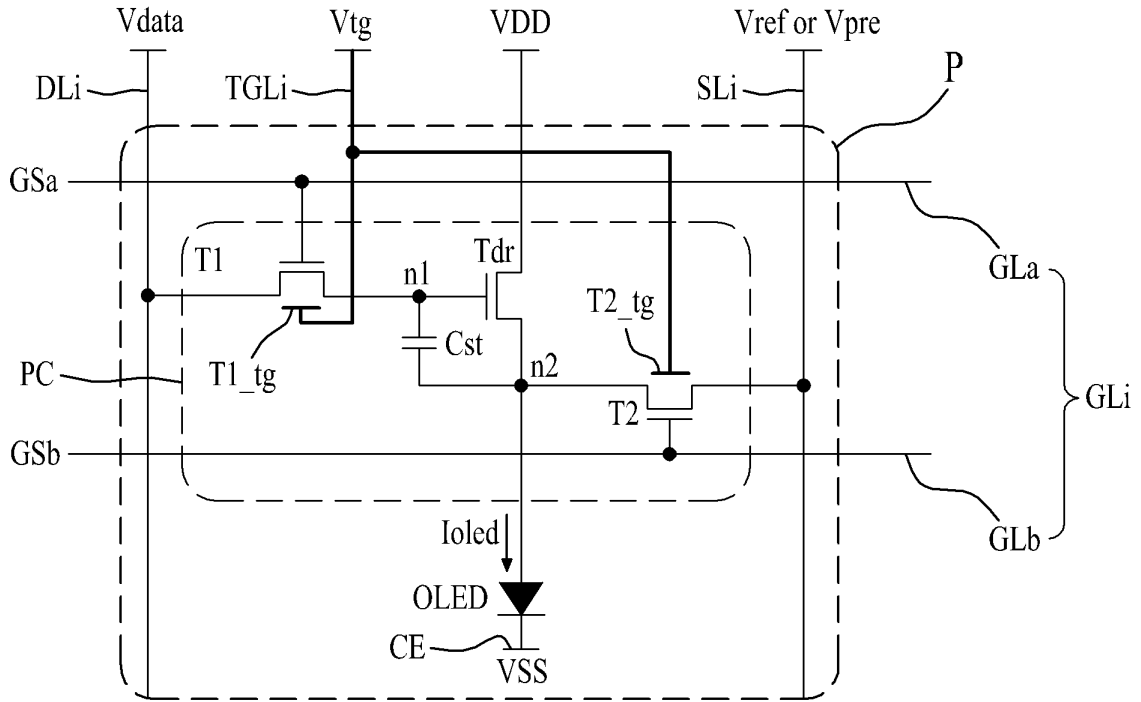 Vdata
Vtg
VDD
Vref or Vpre
DLi
TGLi
SLi
P
GSa
T1
Tdr
n1
GLa
T2_tg
Cst
T1_tg
PC
n2
T2
GLi
GSb
Ioled
GLb
OLED
CE
VSS